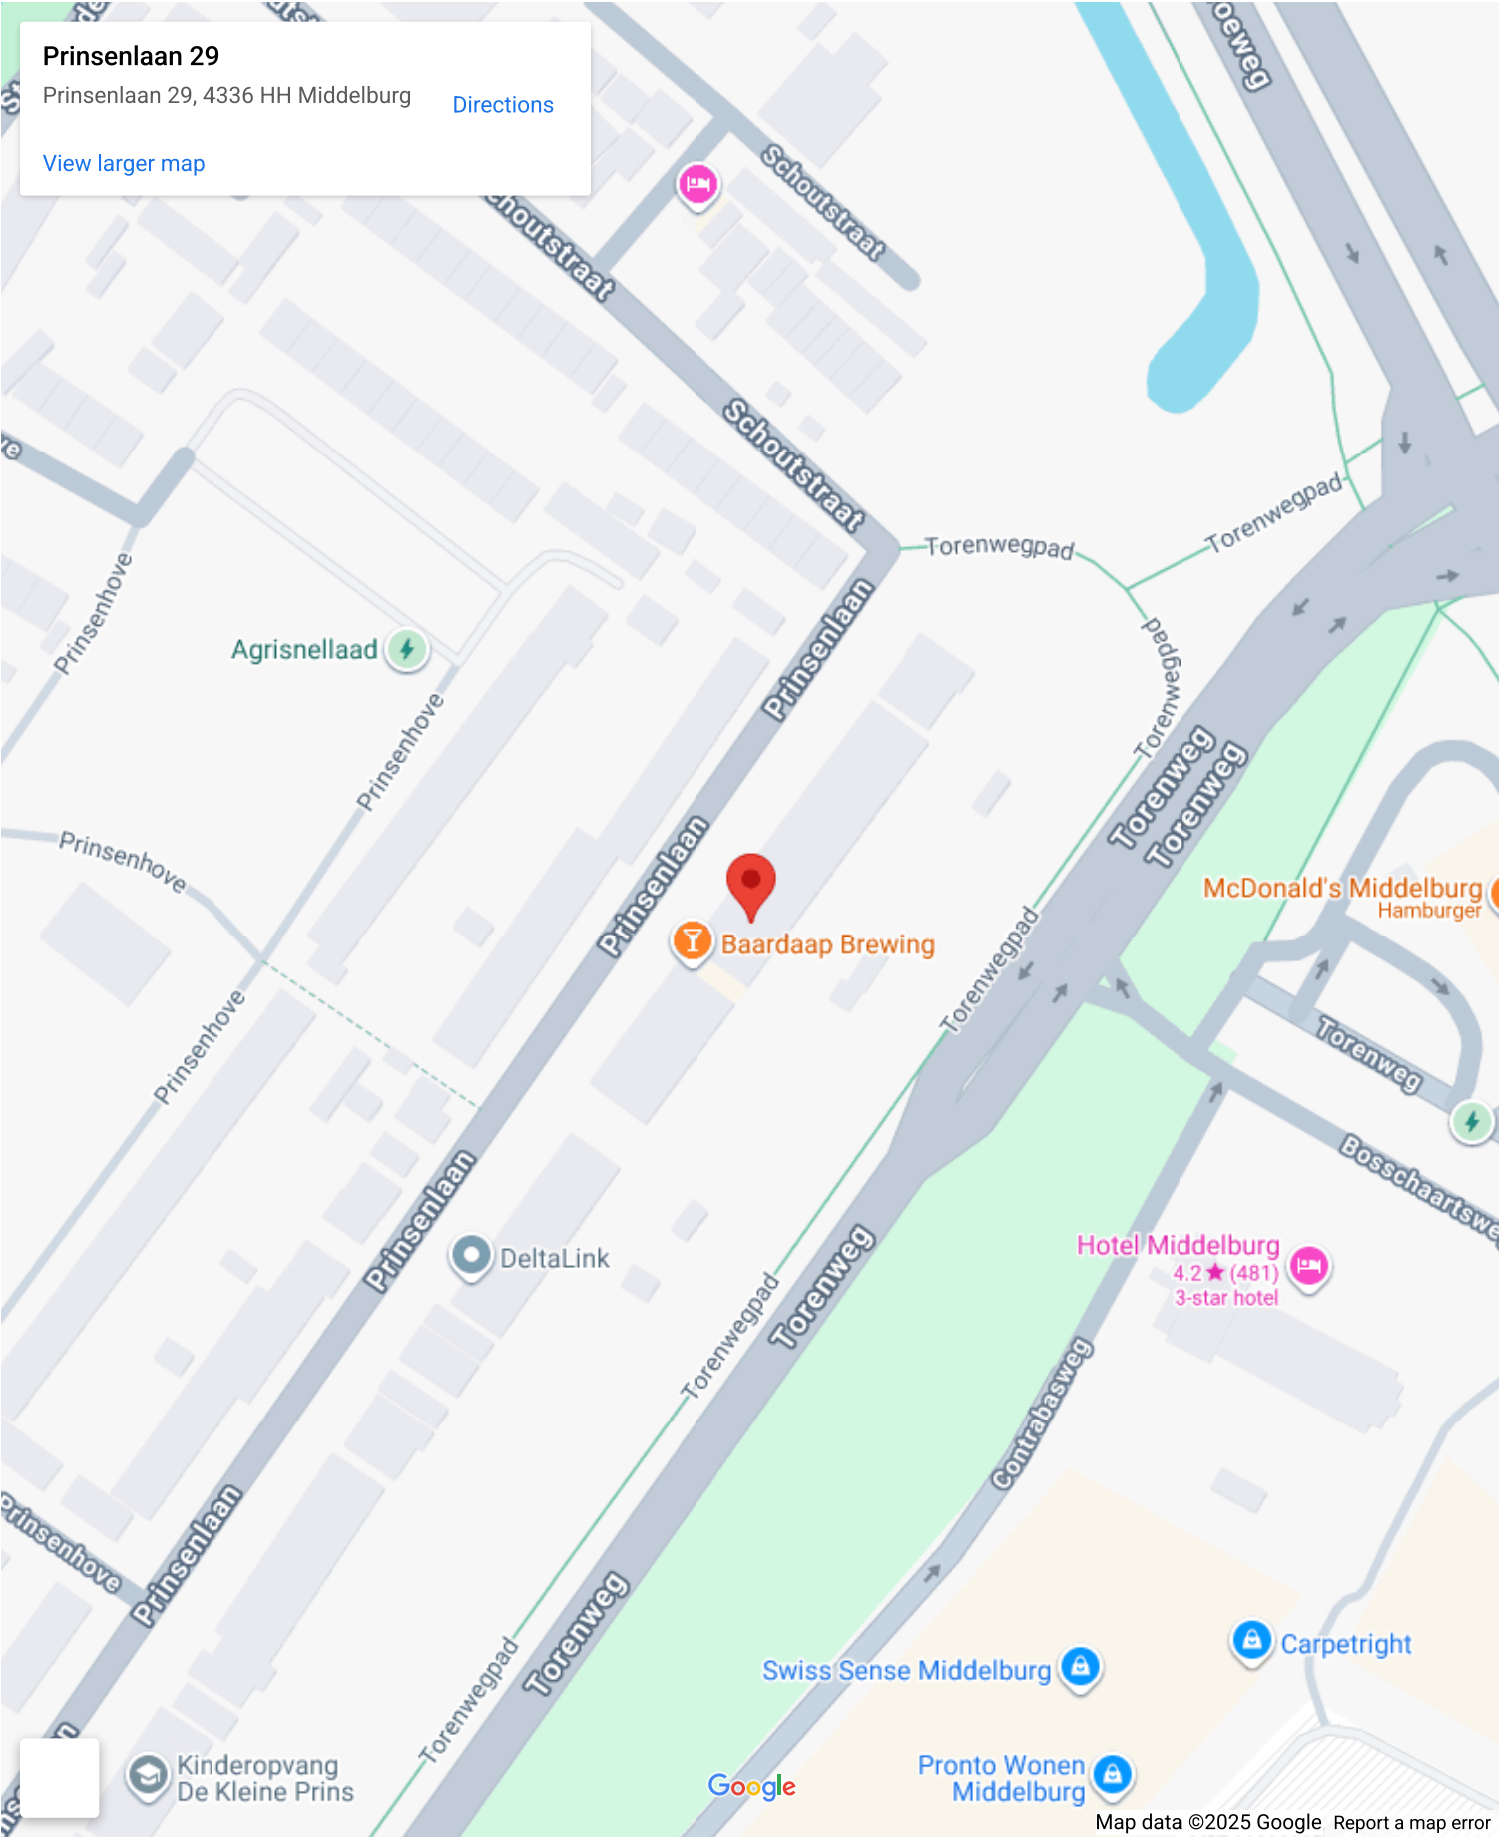 Prinsenlaan 29
Prinsenlaan 29, 4336 HH Middelburg
Directions
View larger map
Schoutstraat
choutstraat
Schoutstraat
oeweg
Torenwegpad
Torenwegpad
Torenwegpad
Prinsenhove
Agrisnellaad
Prinsenlaan
Prinsenhove
Torenweg
Torenweg
Prinsenhove
Prinsenlaan
McDonald's Middelburg
Hamburger
Baardaap Brewing
Torenwegpad
Prinsenhove
Torenweg
Bosschaartsweg
Prinsenlaan
DeltaLink
Hotel Middelburg
4.2★(481)
3-star hotel
Torenweg
Torenwegpad
Contrabasweg
Prinsenhove
Prinsenlaan
Torenweg
Torenwegpad
Swiss Sense Middelburg
Carpetright
Kinderopvang
De Kleine Prins
Google
Pronto Wonen
Middelburg
Map data ©2025 Google
Report a map error